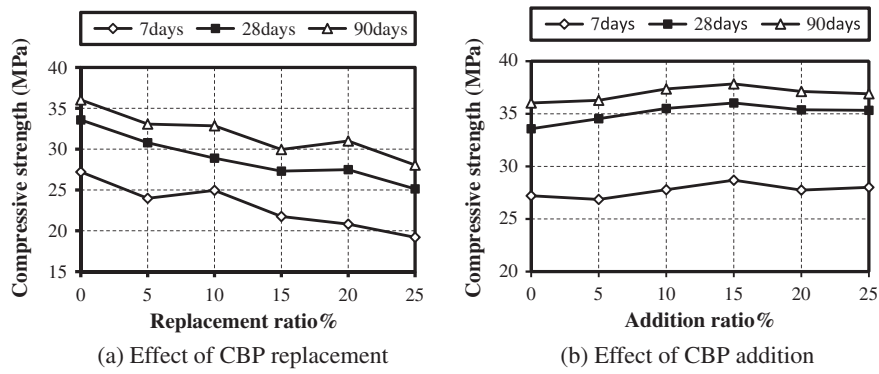 7days 28days 90days
Compressive strength (MPa)
40
35
30
25
20
15
0 5 10 15 20 25
Replacement ratio%
(a) Effect of CBP replacement
7days 28days 90days
Compressive strength (MPa)
40
35
30
25
20
0 5 10 15 20 25
Addition ratio%
(b) Effect of CBP addition